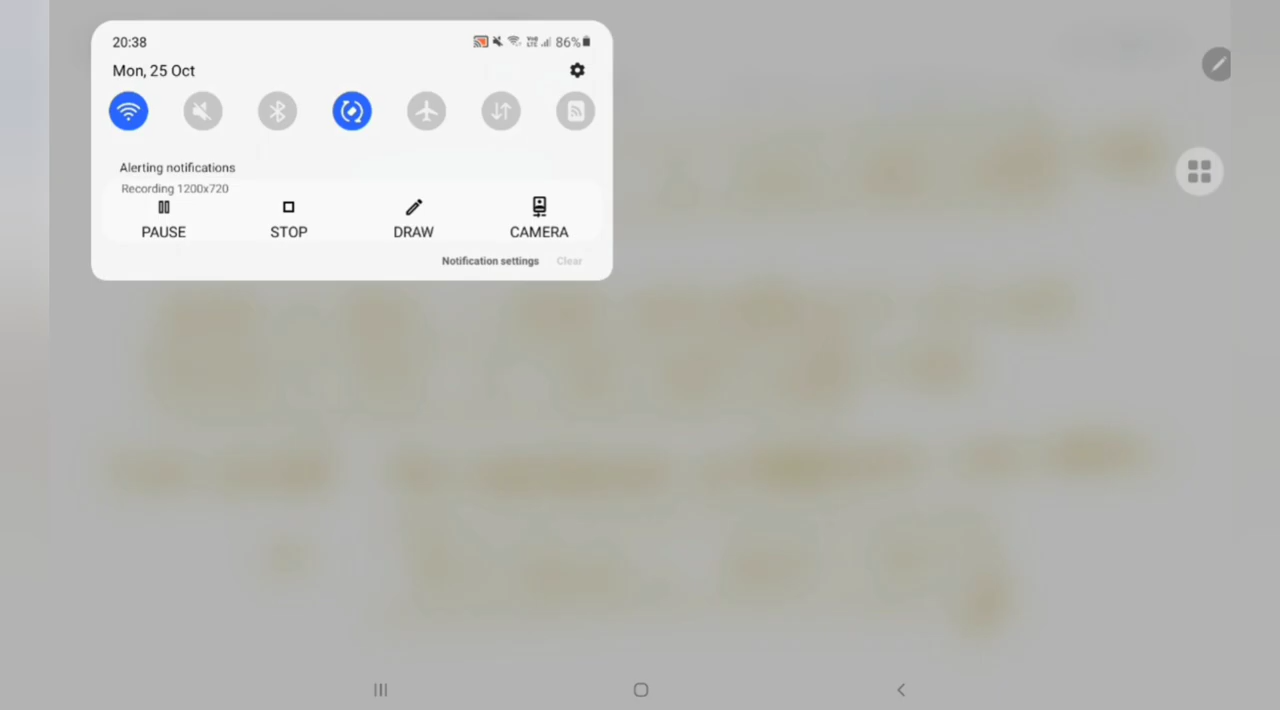 20:38 86%
Mon, 25 Oct
Alerting notifications
Recording 1200x720
PAUSE STOP DRAW CAMERA
Notification settings Clear